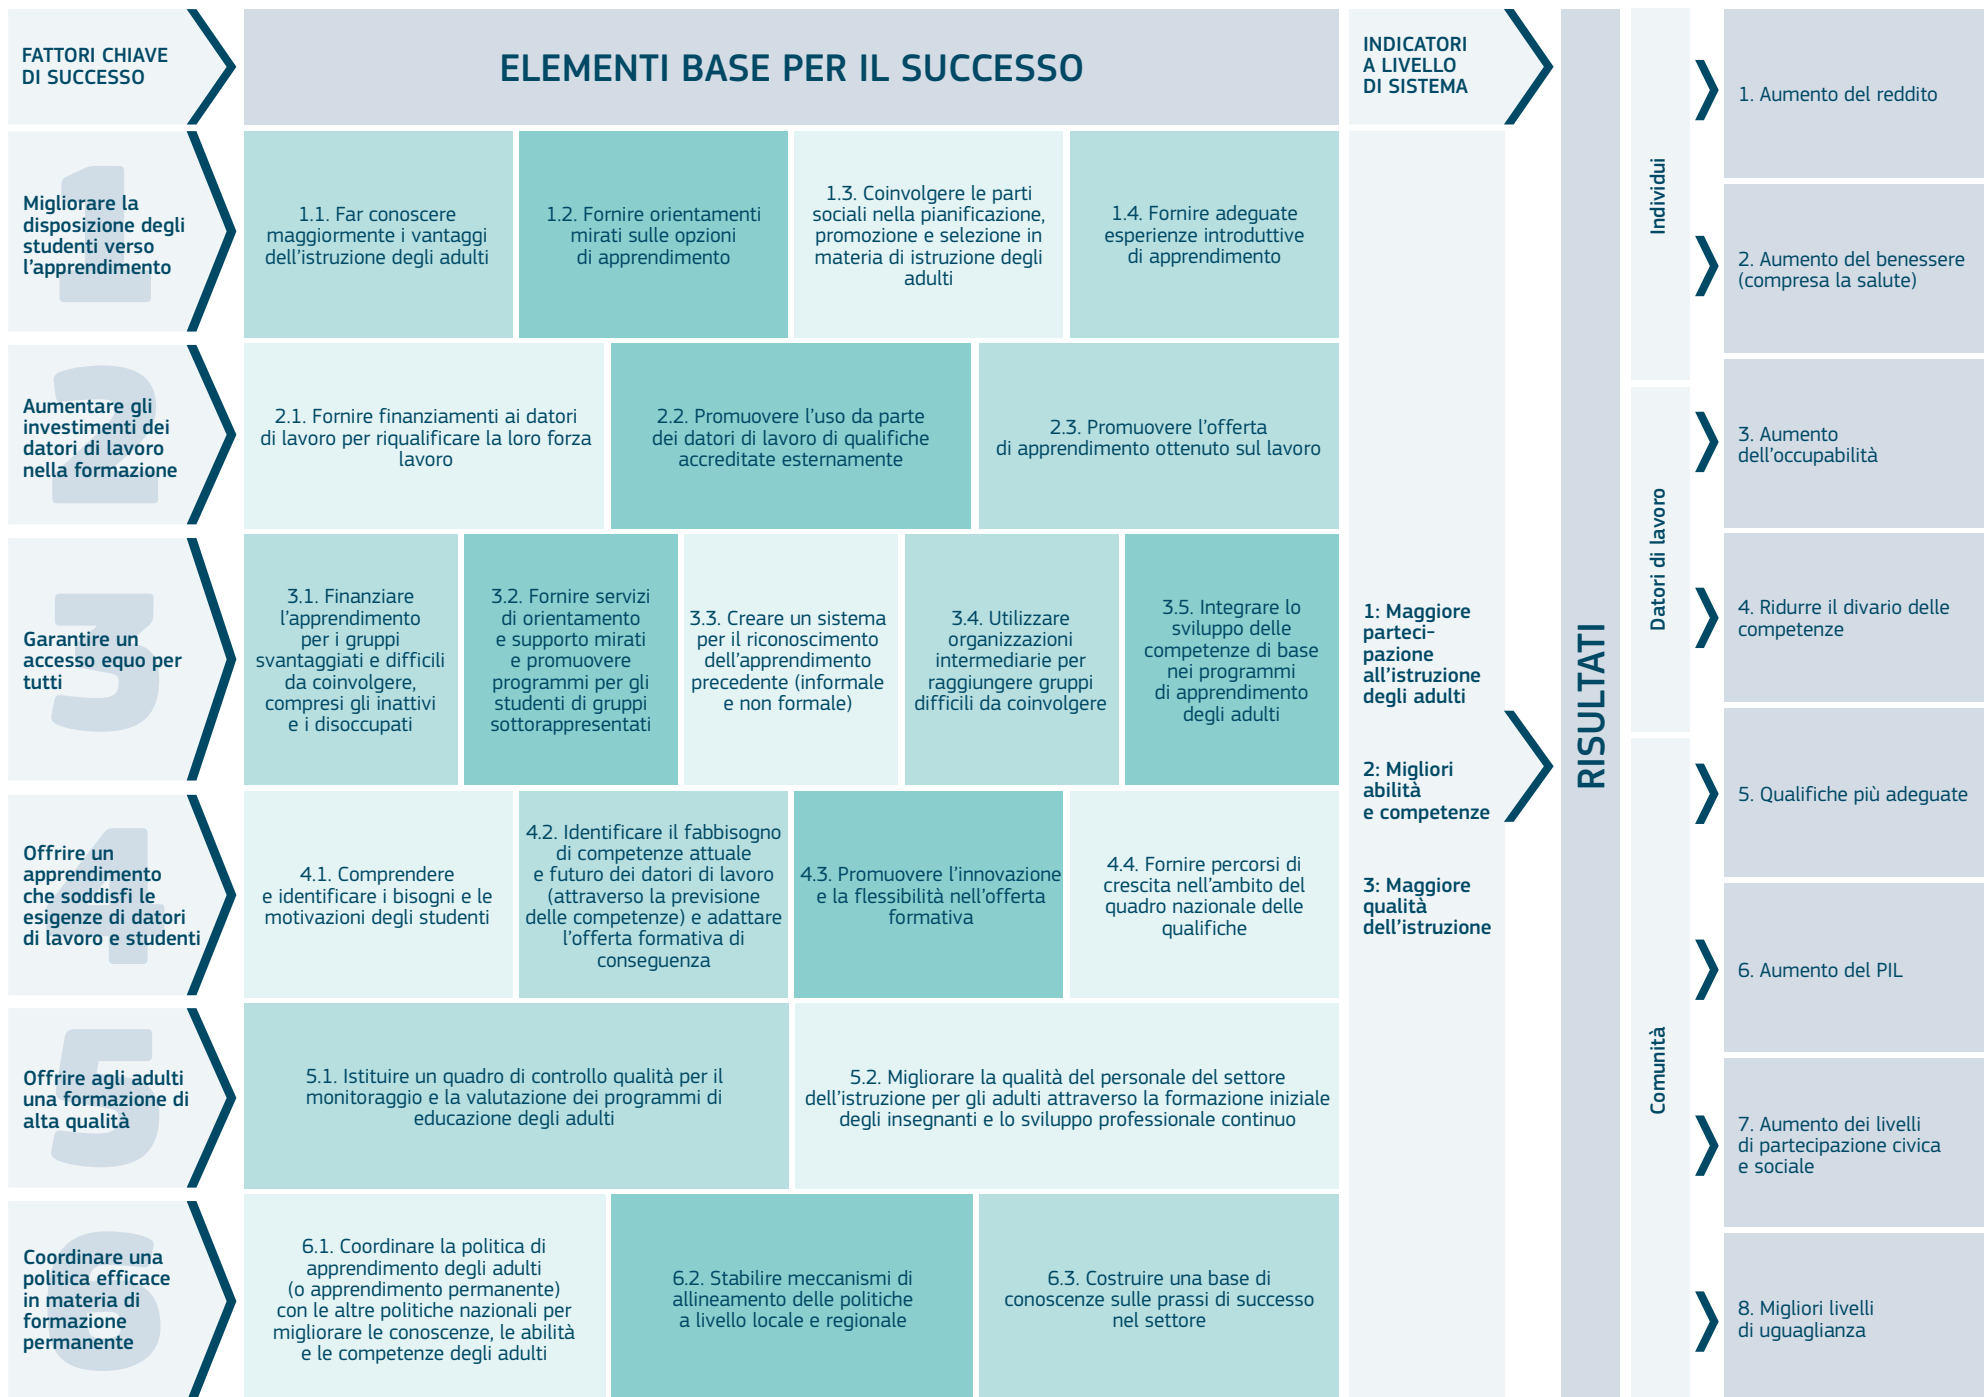 FATTORI CHIAVE
DI SUCCESSO
ELEMENTI BASE PER IL SUCCESSO
INDICATORI
A LIVELLO
DI SISTEMA
1
Migliorare la
disposizione degli
studenti verso
l'apprendimento
1.1. Far conoscere
maggiormente i vantaggi
dell'istruzione degli adulti
1.2. Fornire orientamenti
mirati sulle opzioni
di apprendimento
1.3. Coinvolgere le parti
sociali nella pianificazione,
promozione e selezione in
materia di istruzione degli
adulti
1.4. Fornire adeguate
esperienze introduttive
di apprendimento
2
Aumentare gli
investimenti dei
datori di lavoro
nella formazione
2.1. Fornire finanziamenti ai datori
di lavoro per riqualificare la loro forza
lavoro
2.2. Promuovere l'uso da parte
dei datori di lavoro di qualifiche
accreditate esternamente
2.3. Promuovere l'offerta
di apprendimento ottenuto sul lavoro
3
Garantire un
accesso equo per
tutti
3.1. Finanziare
l'apprendimento
per i gruppi
svantaggiati e difficili
da coinvolgere,
compresi gli inattivi
e i disoccupati
3.2. Fornire servizi
di orientamento
e supporto mirati
e promuovere
programmi per gli
studenti di gruppi
sottorappresentati
3.3. Creare un sistema
per il riconoscimento
dell'apprendimento
precedente (informale
e non formale)
3.4. Utilizzare
organizzazioni
intermediarie per
raggiungere gruppi
difficili da coinvolgere
3.5. Integrare lo
sviluppo delle
competenze di base
nei programmi
di apprendimento
degli adulti
4
Offrire un
apprendimento
che soddisfi le
esigenze di datori
di lavoro e studenti
4.1. Comprendere
e identificare i bisogni e le
motivazioni degli studenti
4.2. Identificare il fabbisogno
di competenze attuale
e futuro dei datori di lavoro
(attraverso la previsione
delle competenze) e adattare
l'offerta formativa di
conseguenza
4.3. Promuovere l'innovazione
e la flessibilità nell'offerta
formativa
4.4. Fornire percorsi di
crescita nell'ambito del
quadro nazionale delle
qualifiche
5
Offrire agli adulti
una formazione di
alta qualità
5.1. Istituire un quadro di controllo qualità per il
monitoraggio e la valutazione dei programmi di
educazione degli adulti
5.2. Migliorare la qualità del personale del settore
dell'istruzione per gli adulti attraverso la formazione iniziale
degli insegnanti e lo sviluppo professionale continuo
6
Coordinare una
politica efficace
in materia di
formazione
permanente
6.1. Coordinare la politica di
apprendimento degli adulti
(o apprendimento permanente)
con le altre politiche nazionali per
migliorare le conoscenze, le abilità
e le competenze degli adulti
6.2. Stabilire meccanismi di
allineamento delle politiche
a livello locale e regionale
6.3. Costruire una base di
conoscenze sulle prassi di successo
nel settore
1: Maggiore
parteci-
pazione
all'istruzione
degli adulti
2: Migliori
abilità
e competenze
3: Maggiore
qualità
dell'istruzione
RISULTATI
Individui
Datori di lavoro
Comunità
1. Aumento del reddito
2. Aumento del benessere
(compresa la salute)
3. Aumento
dell'occupabilità
4. Ridurre il divario delle
competenze
5. Qualifiche più adeguate
6. Aumento del PIL
7. Aumento dei livelli
di partecipazione civica
e sociale
8. Migliori livelli
di uguaglianza